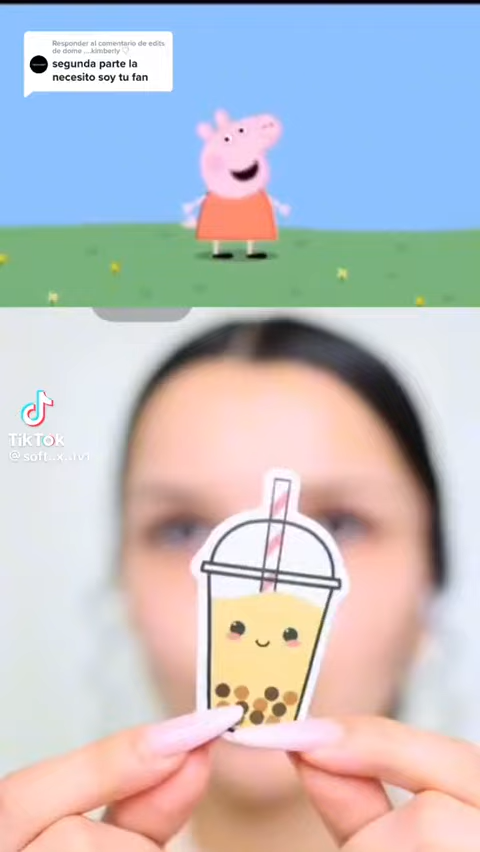 Responder al comentario de edits
de dome ....kimberly
segunda parte la
necesito soy tu fan
TikTok